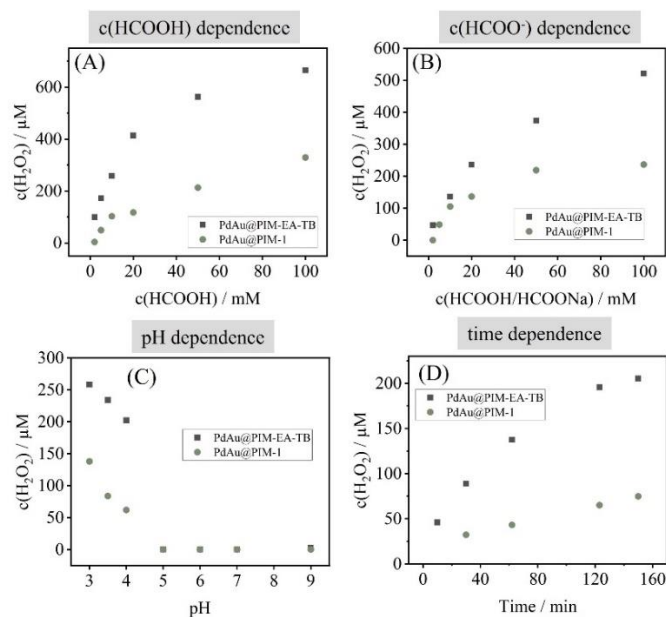 c(HCOOH) dependence
(A)
c(H₂O₂) / µM
600
400
200
0
0 20 40 60 80 100
c(HCOOH) / mM
PdAu@PIM-EA-TB
PdAu@PIM-1
c(HCOO⁻) dependence
(B)
c(H₂O₂) / µM
600
500
400
300
200
100
0
0 20 40 60 80 100
c(HCOOH/HCOONa) / mM
PdAu@PIM-EA-TB
PdAu@PIM-1
pH dependence
(C)
c(H₂O₂) / µM
300
250
200
150
100
50
0
3 4 5 6 7 8 9
pH
PdAu@PIM-EA-TB
PdAu@PIM-1
time dependence
(D)
c(H₂O₂) / µM
200
150
100
50
0
0 40 80 120 160
Time / min
PdAu@PIM-EA-TB
PdAu@PIM-1